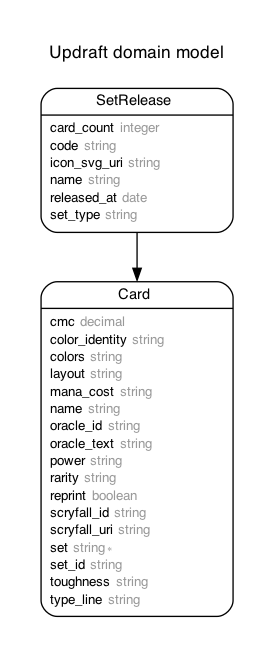 Updraft domain model
SetRelease
card_count integer
code string
icon_svg_uri string
name string
released_at date
set_type string
Card
cmc decimal
color_identity string
colors string
layout string
mana_cost string
name string
oracle_id string
oracle_text string
power string
rarity string
reprint boolean
scryfall_id string
scryfall_uri string
set string *
set_id string
toughness string
type_line string